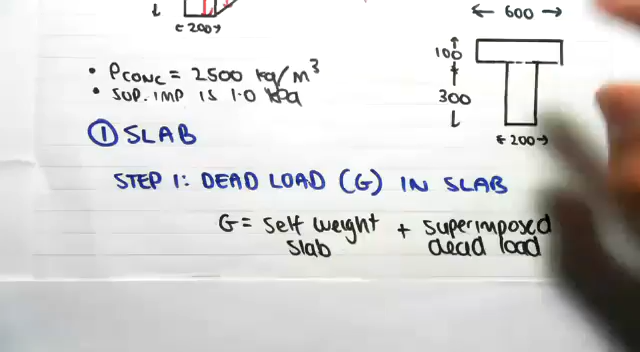 ← 600 →
L
←200→
100
300
L
←200→
• ρCONC = 2500 kg/m³
• SUP. IMP IS 1.0 kPa
① SLAB
STEP 1: DEAD LOAD (G) IN SLAB
G = self weight + superimposed
slab dead load